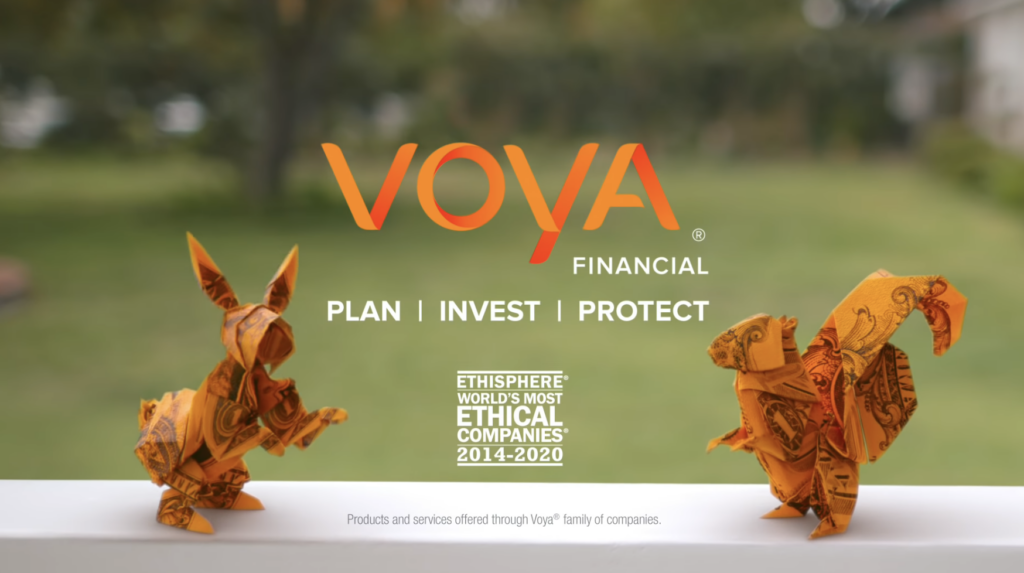 VOYA
®
FINANCIAL
PLAN | INVEST | PROTECT
ETHISPHERE®
WORLD'S MOST
ETHICAL
COMPANIES®
2014-2020
Products and services offered through Voya® family of companies.